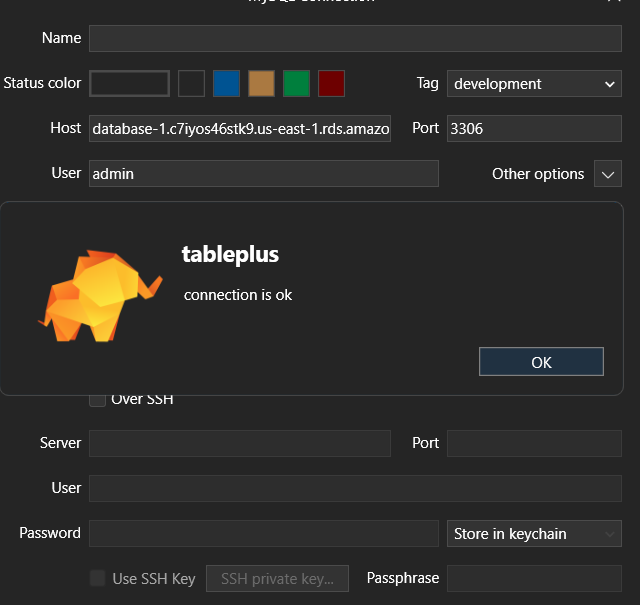 Name
Status color Tag development
Host database-1.c7iyos46stk9.us-east-1.rds.amazo Port 3306
User admin Other options
tableplus
connection is ok
OK
Over SSH
Server Port
User
Password Store in keychain
Use SSH Key SSH private key... Passphrase